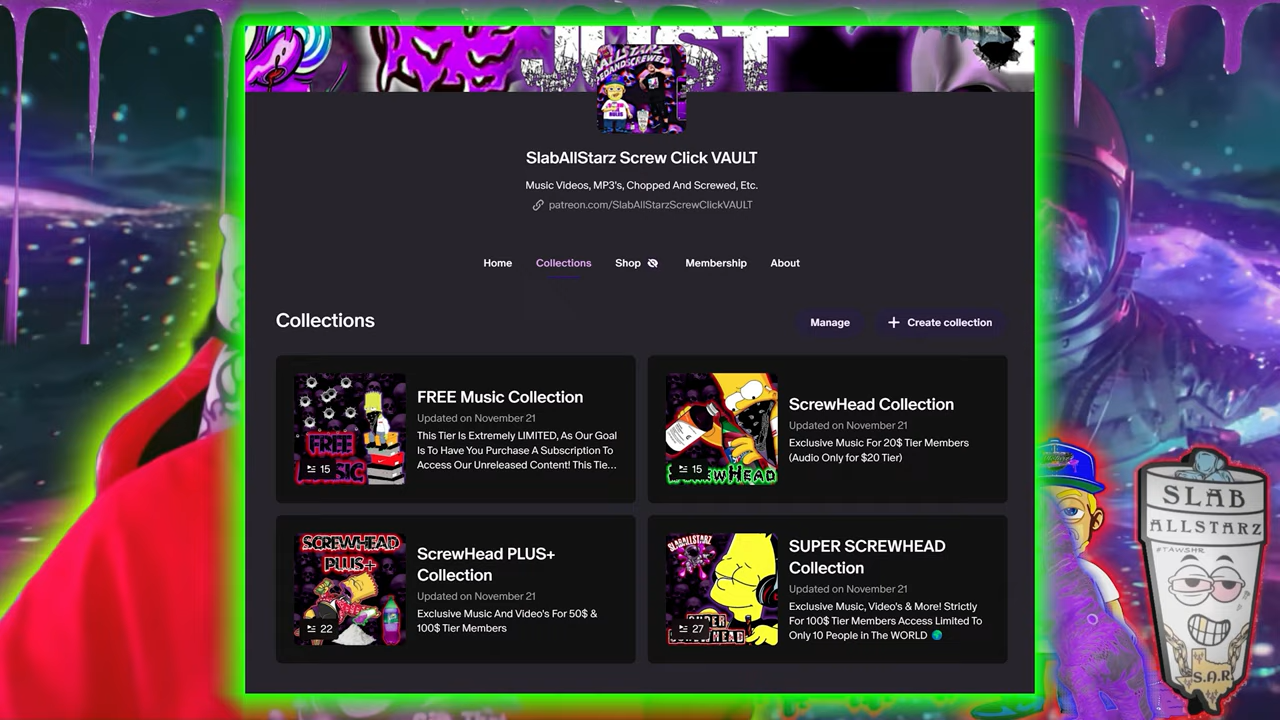 JUST
ALLSTARZ
SlabAllStarz Screw Click VAULT
Music Videos, MP3's, Chopped And Screwed, Etc.
patreon.com/SlabAllStarzScrewClickVAULT
Home Collections Shop Membership About
Collections
Manage
Create collection
FREE Music Collection
Updated on November 21
This Tier Is Extremely LIMITED, As Our Goal
Is To Have You Purchase A Subscription To
Access Our Unreleased Content! This Tie...
FREE
15
ScrewHead Collection
Updated on November 21
Exclusive Music For 20$ Tier Members
(Audio Only for $20 Tier)
15
SCREWHEAD
PLUS+
22
ScrewHead PLUS+
Collection
Updated on November 21
Exclusive Music And Video's For 50$ &
100$ Tier Members
SLABALLSTARZ
SUPER
27
SUPER SCREWHEAD
Collection
Updated on November 21
Exclusive Music, Video's & More! Strictly
For 100$ Tier Members Access Limited To
Only 10 People in The WORLD
SLAB
ALLSTARZ
#TAWSHR
S.A.R.